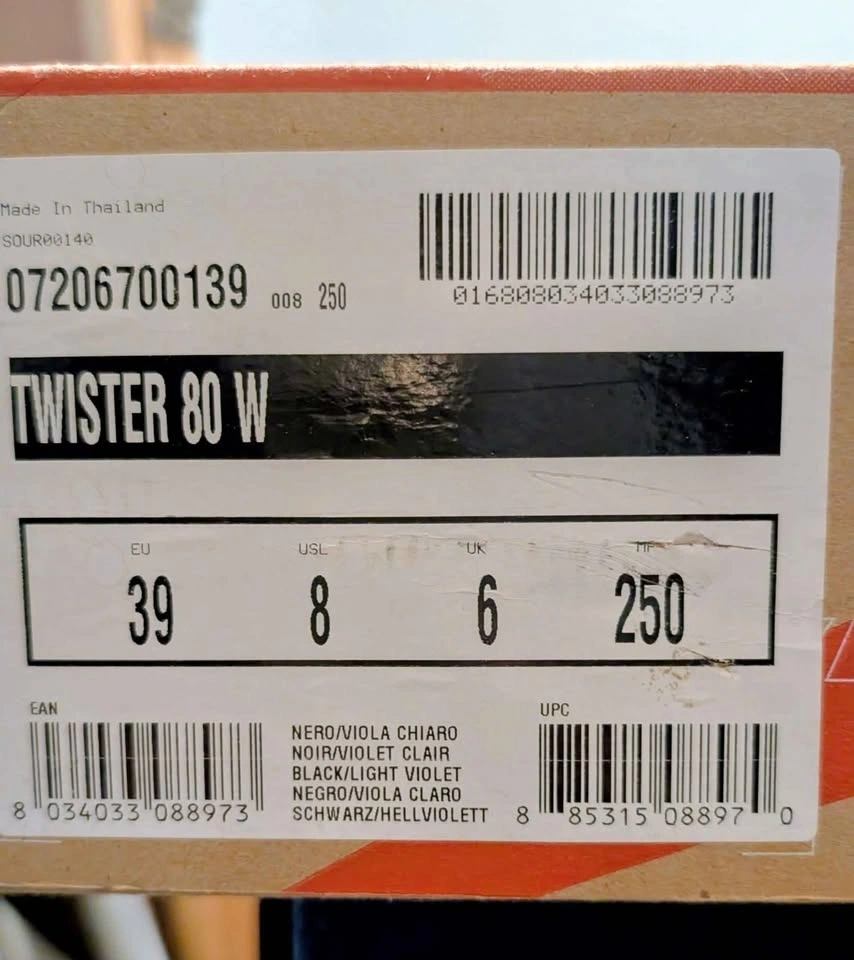 Made In Thailand
SOUR00140
07206700139 008 250
016808034033088973
TWISTER 80 W
EU USL UK MP
39 8 6 250
EAN
UPC
NERO/VIOLA CHIARO
NOIR/VIOLET CLAIR
BLACK/LIGHT VIOLET
NEGRO/VIOLA CLARO
SCHWARZ/HELLVIOLETT
8 034033 088973
8 85315 08897 0